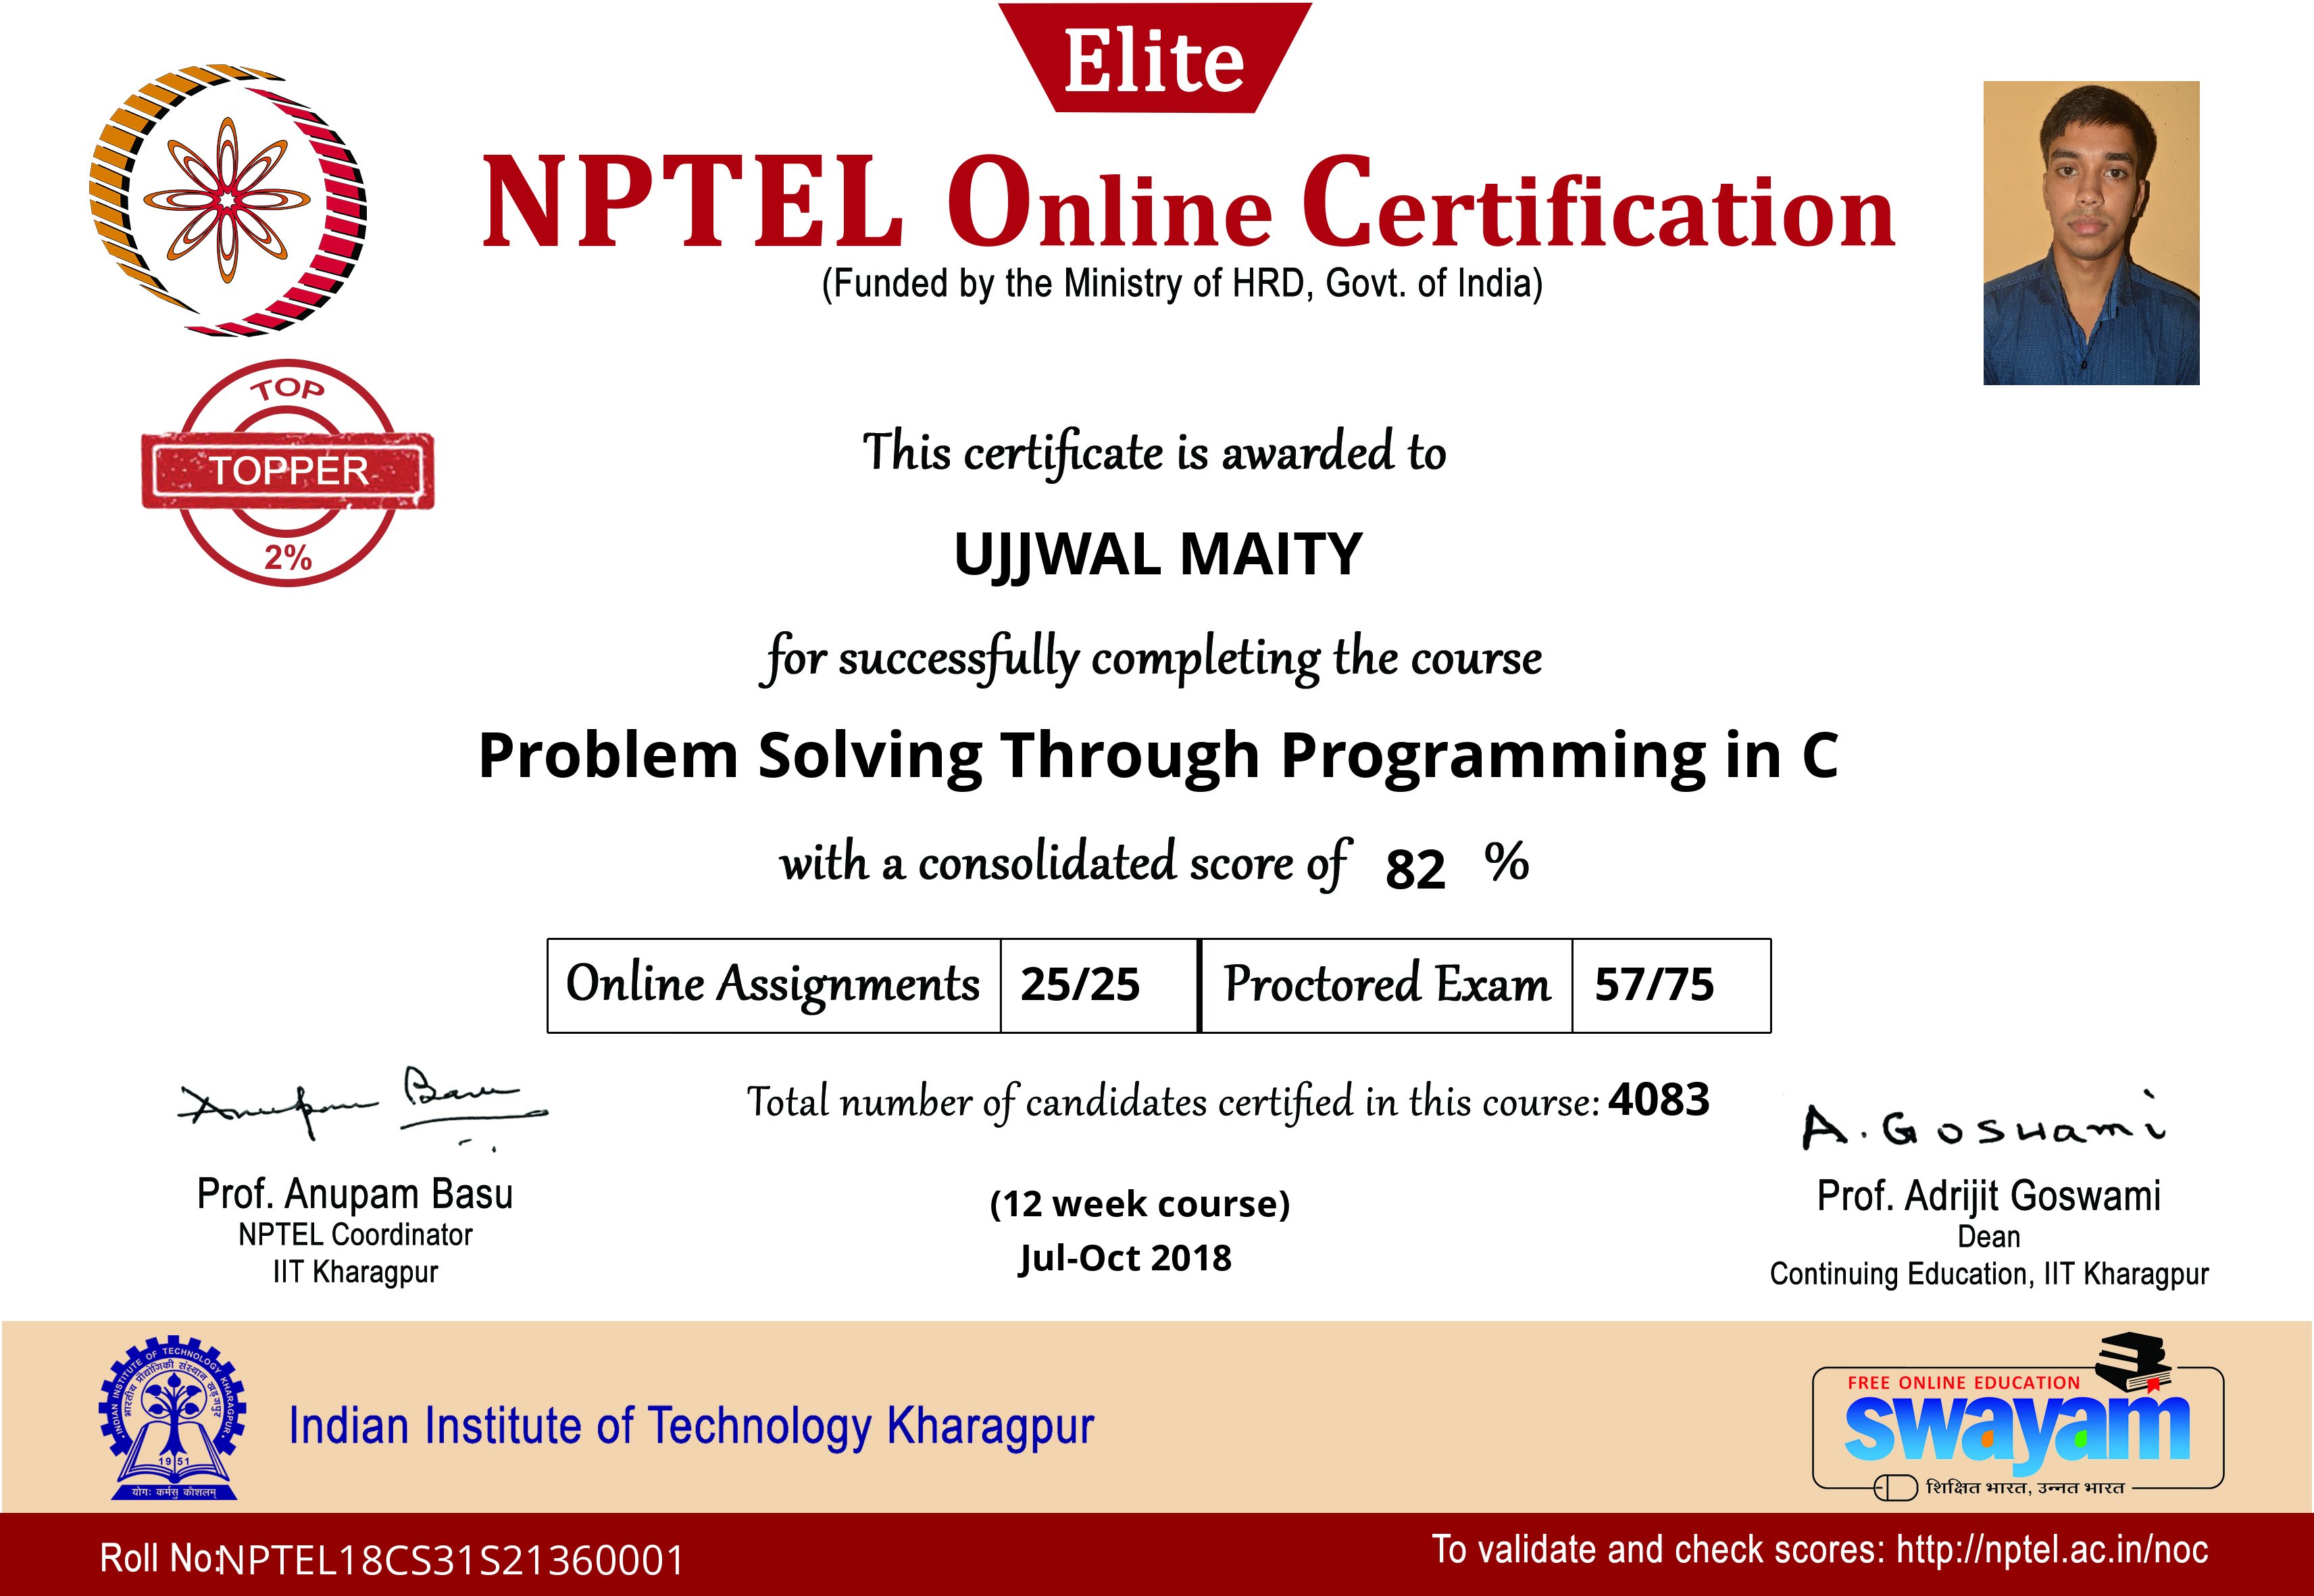 Elite
NPTEL Online Certification
(Funded by the Ministry of HRD, Govt. of India)
TOP
TOPPER
2%
This certificate is awarded to
UJJWAL MAITY
for successfully completing the course
Problem Solving Through Programming in C
with a consolidated score of 82 %
Online Assignments 25/25 Proctored Exam 57/75
Total number of candidates certified in this course: 4083
Anupam Basu
A. Goswami
Prof. Anupam Basu
NPTEL Coordinator
IIT Kharagpur
(12 week course)
Jul-Oct 2018
Prof. Adrijit Goswami
Dean
Continuing Education, IIT Kharagpur
INDIAN INSTITUTE OF TECHNOLOGY KHARAGPUR
भारतीय प्रौद्योगिकी संस्थान खड़गपुर
1951
योगः कर्मसु कौशलम्
Indian Institute of Technology Kharagpur
FREE ONLINE EDUCATION
swayam
शिक्षित भारत, उन्नत भारत
Roll No:NPTEL18CS31S21360001
To validate and check scores: http://nptel.ac.in/noc